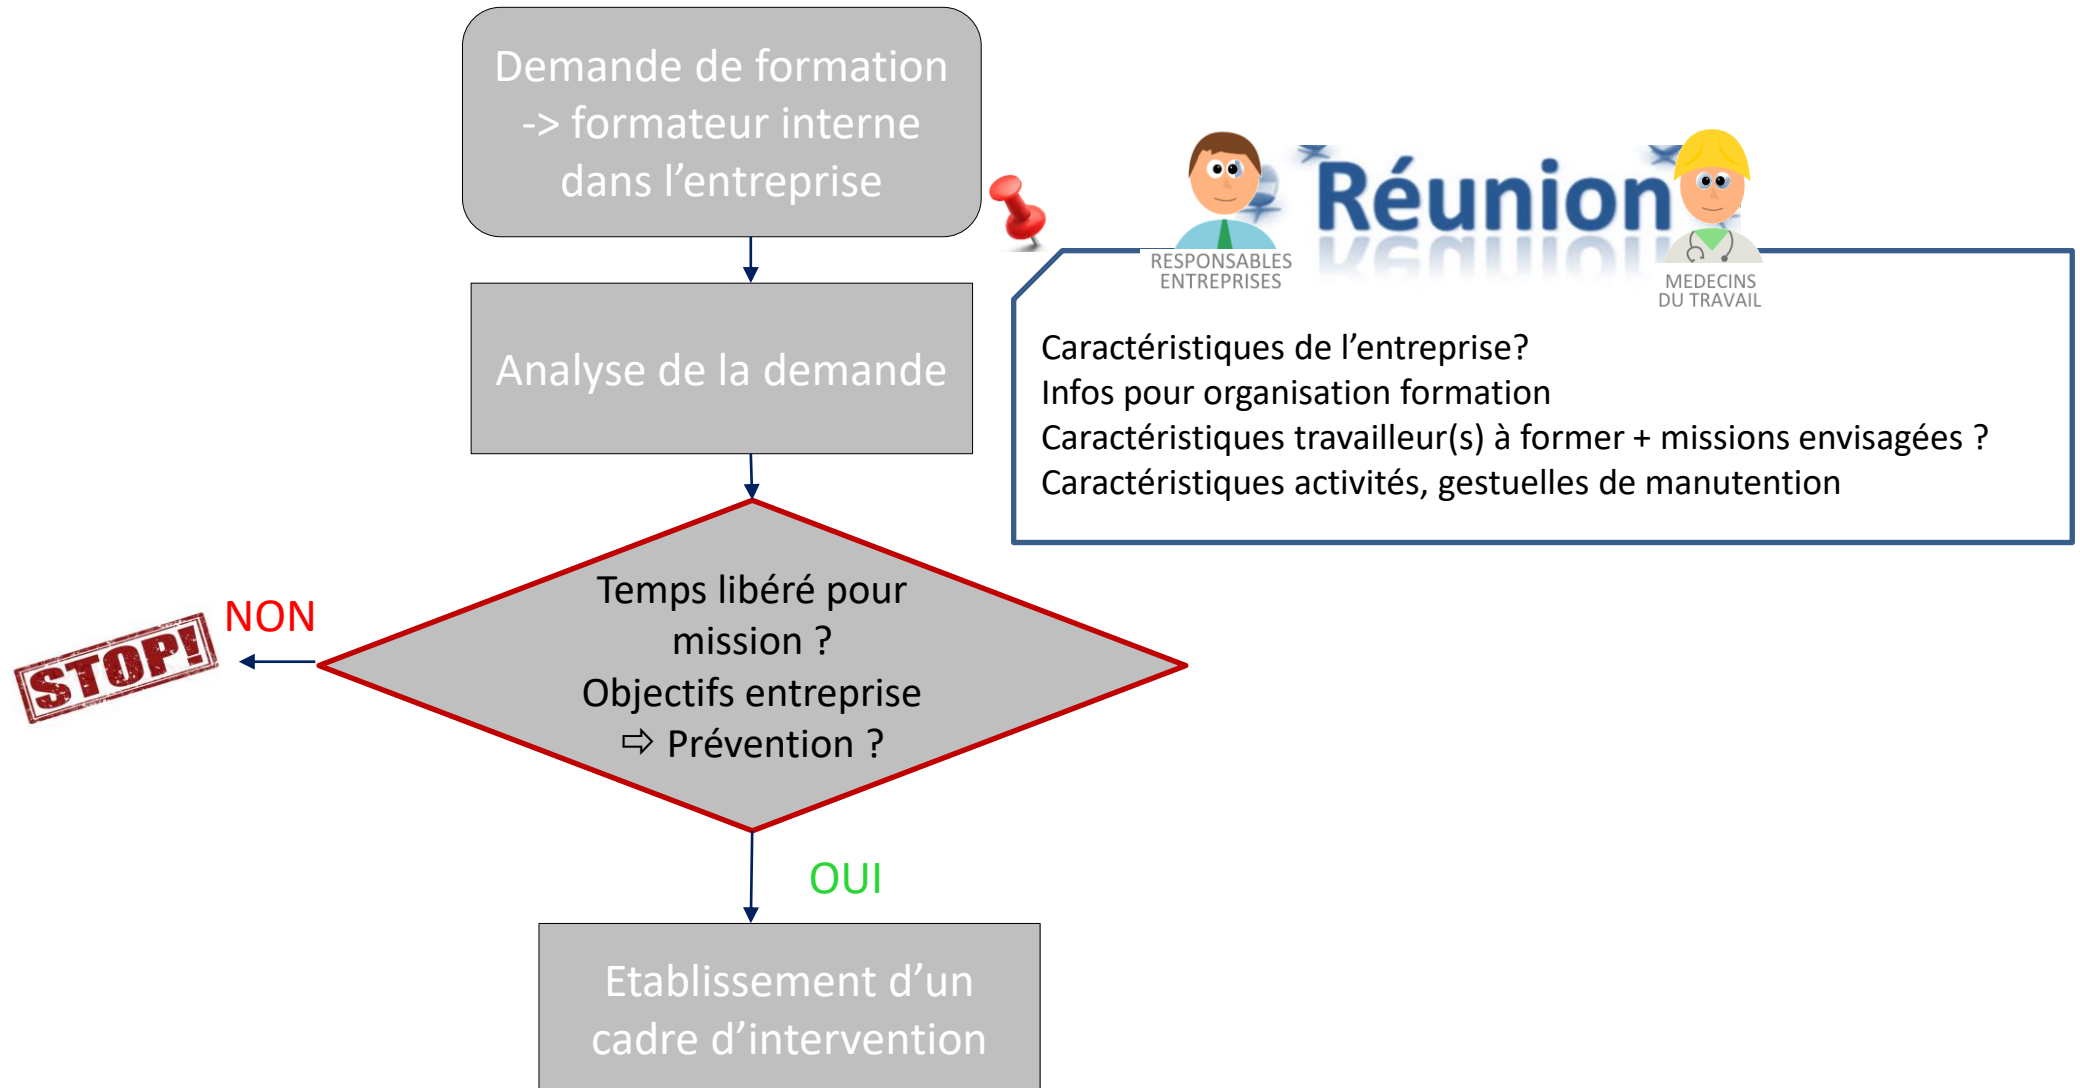 Demande de formation
-> formateur interne
dans l’entreprise
Réunion
RESPONSABLES
ENTREPRISES
MEDECINS
DU TRAVAIL
Analyse de la demande
Caractéristiques de l’entreprise?
Infos pour organisation formation
Caractéristiques travailleur(s) à former + missions envisagées ?
Caractéristiques activités, gestuelles de manutention
Temps libéré pour
mission ?
Objectifs entreprise
⇨ Prévention ?
NON
STOP!
OUI
Etablissement d’un
cadre d’intervention